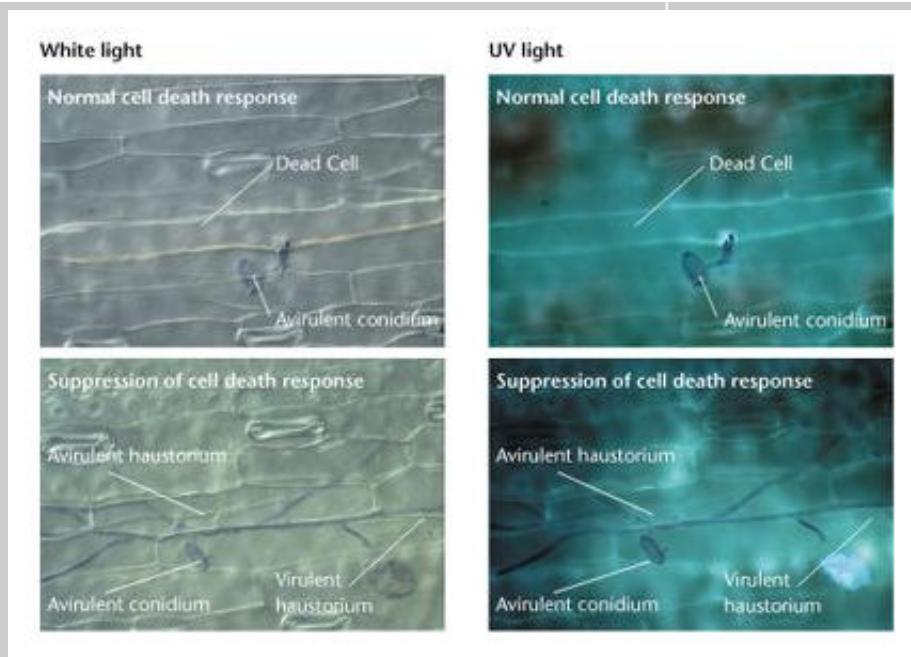 White light
UV light
Normal cell death response
Normal cell death response
Dead Cell
Dead Cell
Avirulent conidium
Avirulent conidium
Suppression of cell death response
Suppression of cell death response
Avirulent haustorium
Avirulent haustorium
Avirulent conidium
Virulent
haustorium
Avirulent conidium
Virulent
haustorium